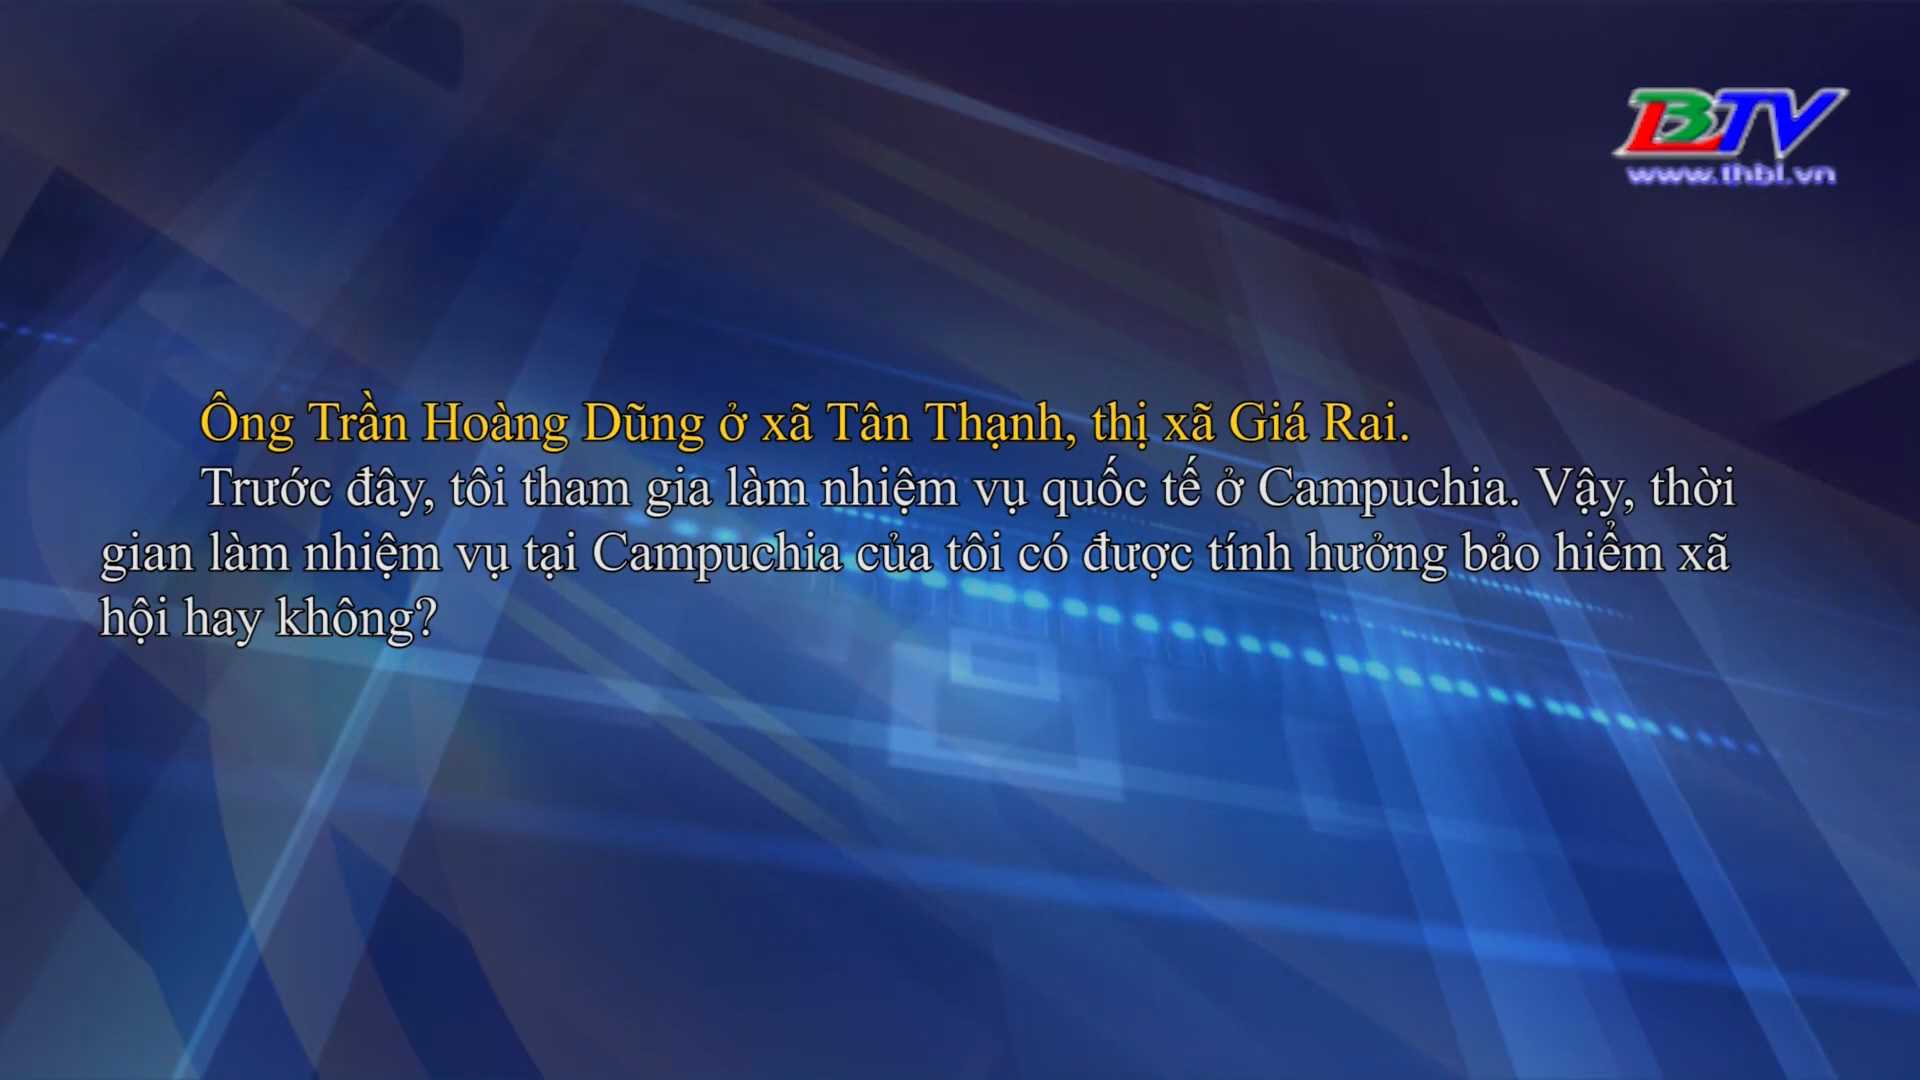 BTV
www.thbl.vn
Ông Trần Hoàng Dũng ở xã Tân Thạnh, thị xã Giá Rai.
Trước đây, tôi tham gia làm nhiệm vụ quốc tế ở Campuchia. Vậy, thời
gian làm nhiệm vụ tại Campuchia của tôi có được tính hưởng bảo hiểm xã
hội hay không?